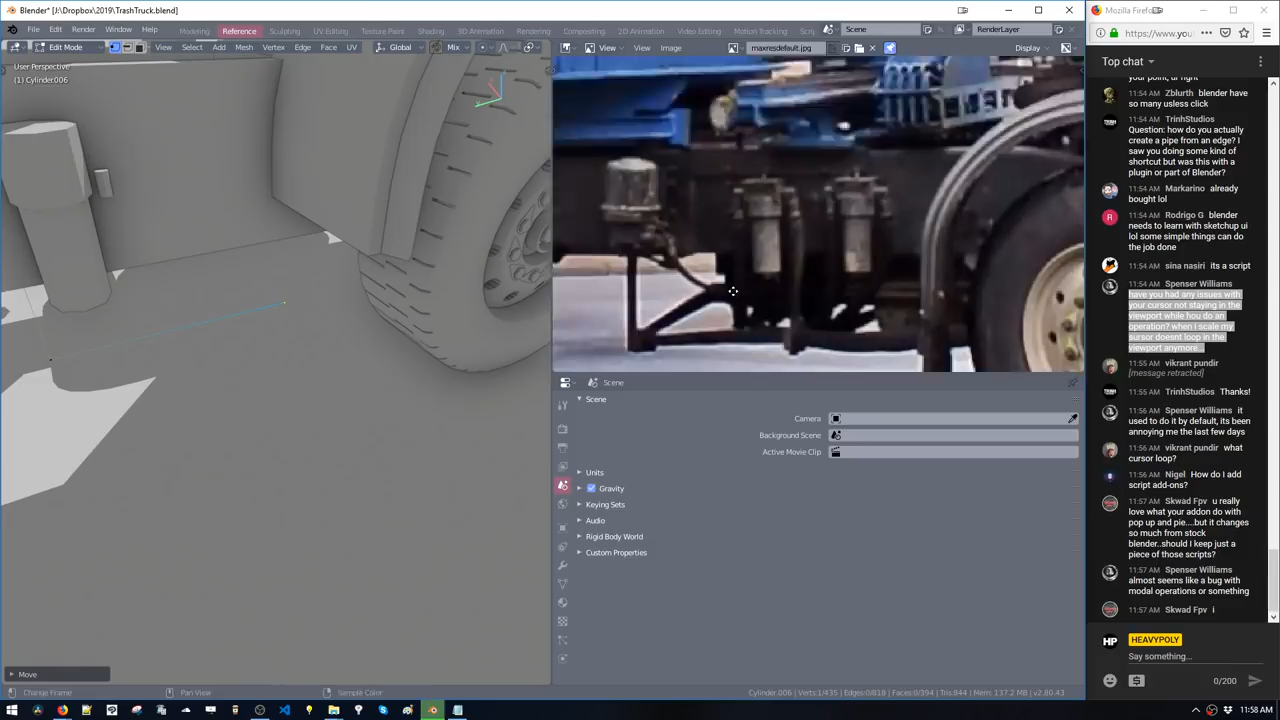 Blender* [J:\Dropbox\2019\TrashTruck.blend]
File Edit Render Window Help Modeling Reference Sculpting UV Editing Texture Paint Shading 3D Animation Rendering Compositing 2D Animation Motion Tracking Scene RenderLayer
Edit Mode View Select Add Mesh Vertex Edge Face UV Global Mix View View Image maxresdefault.jpg Display
User Perspective
(1) Cylinder.006
Scene
Scene
Camera
Background Scene
Active Movie Clip
Units
Gravity
Keying Sets
Audio
Rigid Body World
Custom Properties
Move
Change Frame Pan View Sample Color Cylinder.006 | Verts:1/435 | Edges:0/818 | Faces:0/394 | Tris:844 | Mem: 137.2 MB | v2.80.43
11:58 AM
Mozilla Firefo
https://www.you
Top chat
your point, ur right
11:54 AM Zblurth blender have
so many usless click
11:54 AM TrinhStudios
Question: how do you actually
create a pipe from an edge? I
saw you doing some kind of
shortcut but was this with a
plugin or part of Blender?
11:54 AM Markarino already
bought lol
11:54 AM Rodrigo G blender
needs to learn with sketchup ui
lol some simple things can do
the job done
11:54 AM sina nasiri its a script
11:54 AM Spenser Williams
have you had any issues with
your cursor not staying in the
viewport while hou do an
operation? when i scale my
sursor doesnt loop in the
viewport anymore...
11:55 AM vikrant pundir
[message retracted]
11:55 AM TrinhStudios Thanks!
11:56 AM Spenser Williams it
used to do it by default, its been
annoying me the last few days
11:56 AM vikrant pundir what
cursor loop?
11:56 AM Nigel How do I add
script add-ons?
11:57 AM Skwad Fpv u really
love what your addon do with
pop up and pie....but it changes
so much from stock
blender..should I keep just a
piece of those scripts?
11:57 AM Spenser Williams
almost seems like a bug with
modal operations or something
11:57 AM Skwad Fpv i
HEAVYPOLY
Say something...
0/200